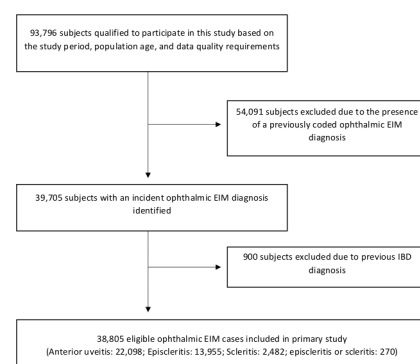 93,796 subjects qualified to participate in this study based on
the study period, population age, and data quality requirements
54,091 subjects excluded due to the presence
of a previously coded ophthalmic EIM
diagnosis
39,705 subjects with an incident ophthalmic EIM diagnosis
identified
900 subjects excluded due to previous IBD
diagnosis
38,805 eligible ophthalmic EIM cases included in primary study
(Anterior uveitis: 22,098; Episcleritis: 13,955; Scleritis: 2,482; episcleritis or scleritis: 270)